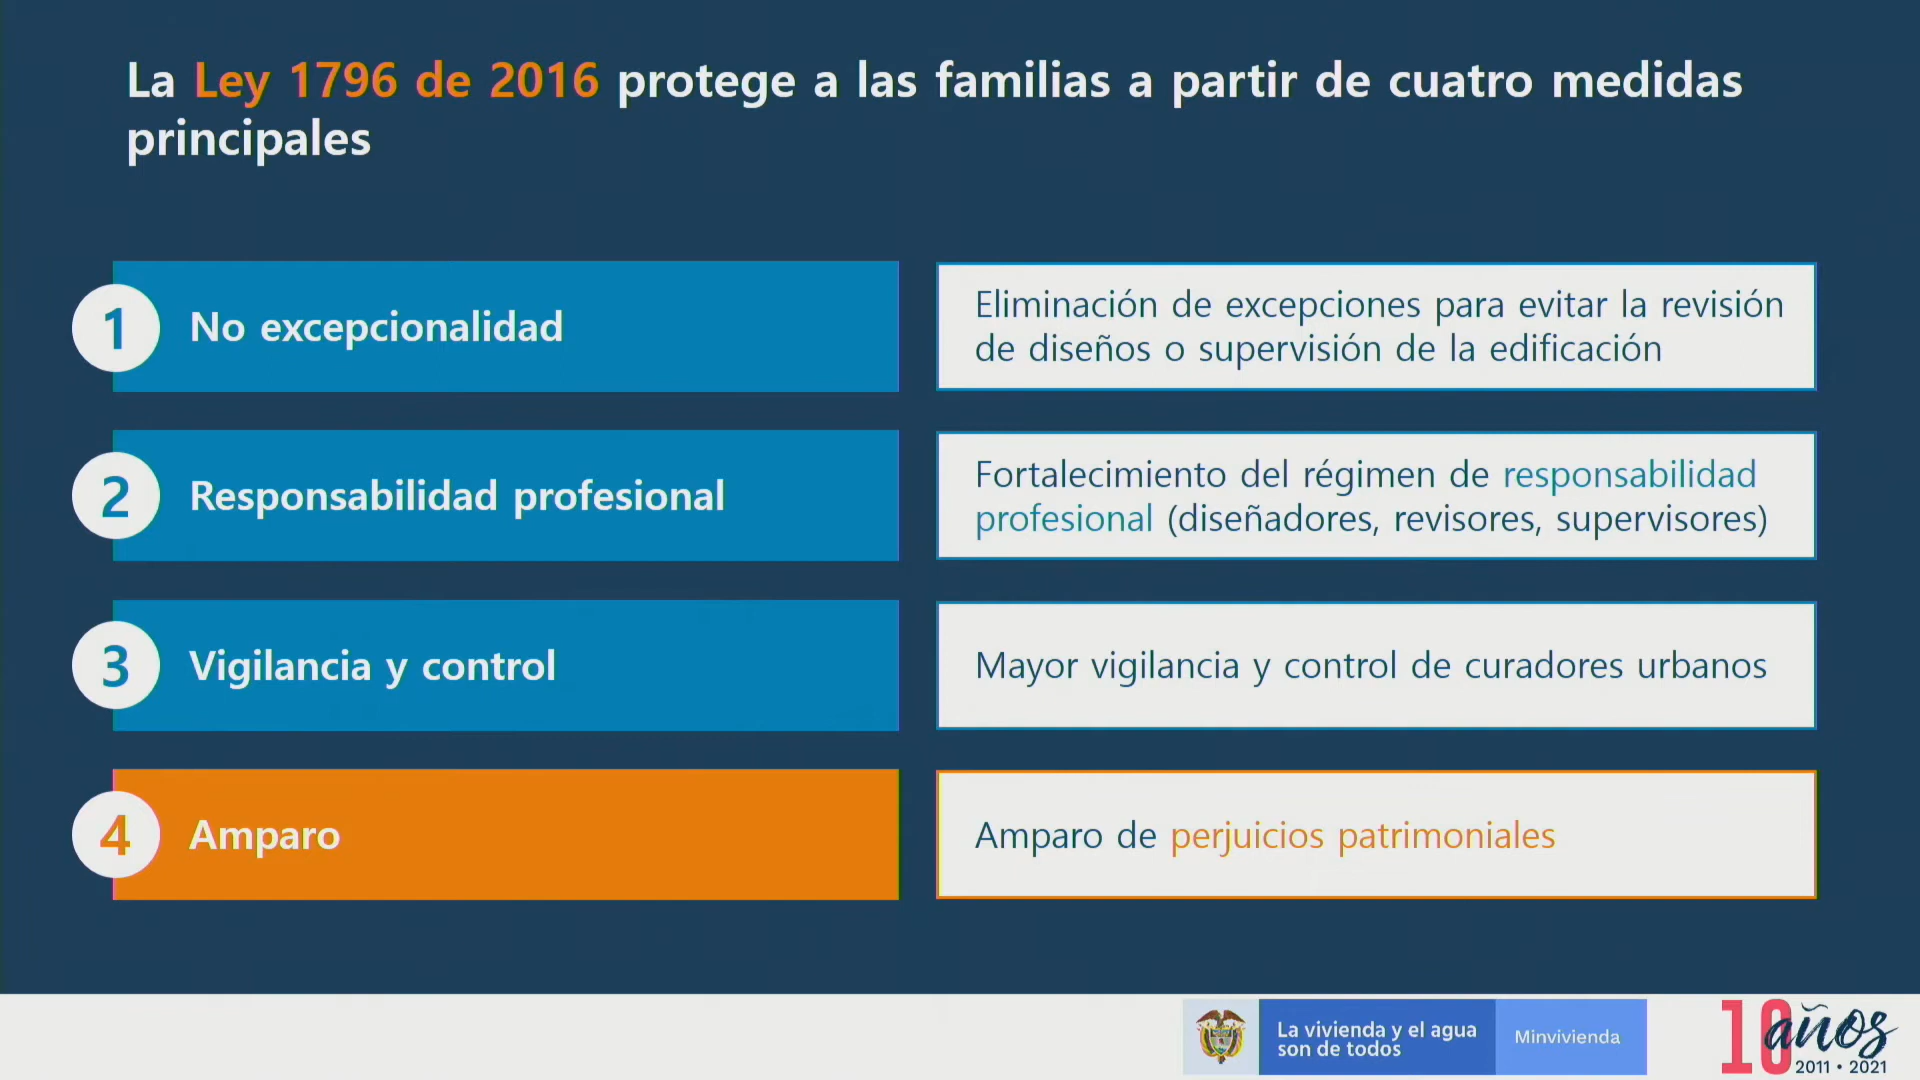 La Ley 1796 de 2016 protege a las familias a partir de cuatro medidas
principales
1
No excepcionalidad
Eliminación de excepciones para evitar la revisión
de diseños o supervisión de la edificación
2
Responsabilidad profesional
Fortalecimiento del régimen de responsabilidad
profesional (diseñadores, revisores, supervisores)
3
Vigilancia y control
Mayor vigilancia y control de curadores urbanos
4
Amparo
Amparo de perjuicios patrimoniales
La vivienda y el agua
son de todos
Minvivienda
10 años
2011 • 2021